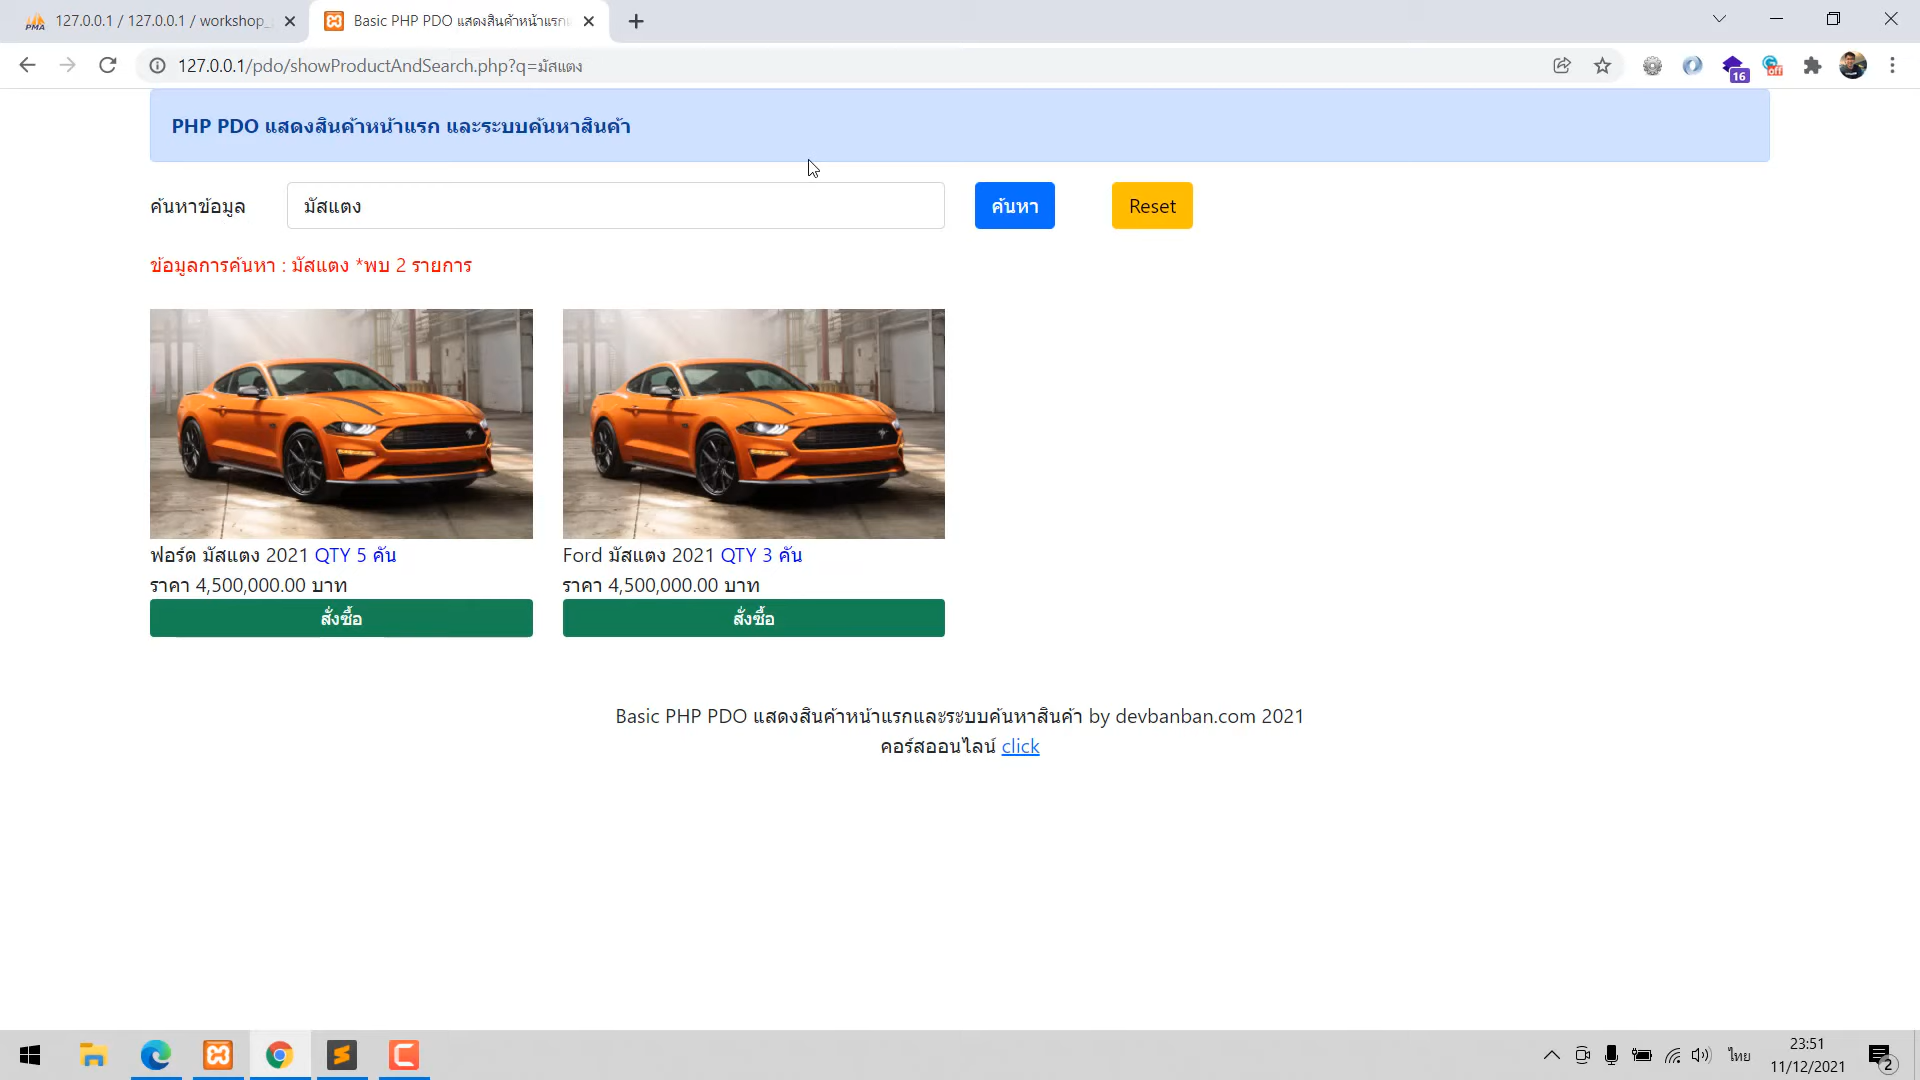 127.0.0.1 / 127.0.0.1 / workshop_
Basic PHP PDO แสดงสินค้าหน้าแรก
127.0.0.1/pdo/showProductAndSearch.php?q=มัสแตง
16
off
PHP PDO แสดงสินค้าหน้าแรก และระบบค้นหาสินค้า
ค้นหาข้อมูล
มัสแตง
ค้นหา
Reset
ข้อมูลการค้นหา : มัสแตง *พบ 2 รายการ
ฟอร์ด มัสแตง 2021 QTY 5 คัน
ราคา 4,500,000.00 บาท
สั่งซื้อ
Ford มัสแตง 2021 QTY 3 คัน
ราคา 4,500,000.00 บาท
สั่งซื้อ
Basic PHP PDO แสดงสินค้าหน้าแรกและระบบค้นหาสินค้า by devbanban.com 2021
คอร์สออนไลน์ click
ไทย
23:51
11/12/2021
2